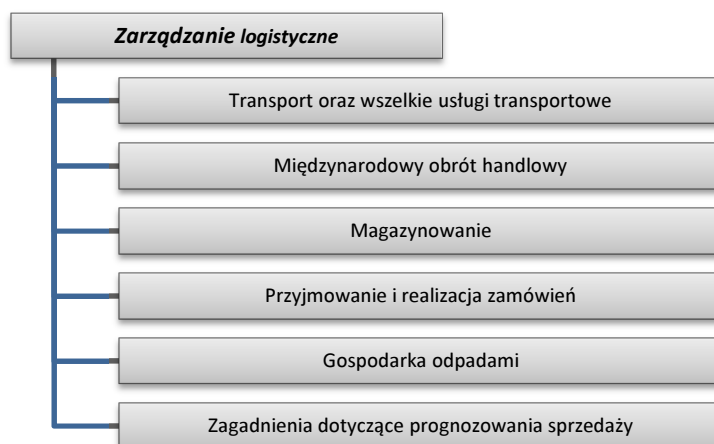 Zarządzanie logistyczne
Transport oraz wszelkie usługi transportowe
Międzynarodowy obrót handlowy
Magazynowanie
Przyjmowanie i realizacja zamówień
Gospodarka odpadami
Zagadnienia dotyczące prognozowania sprzedaży